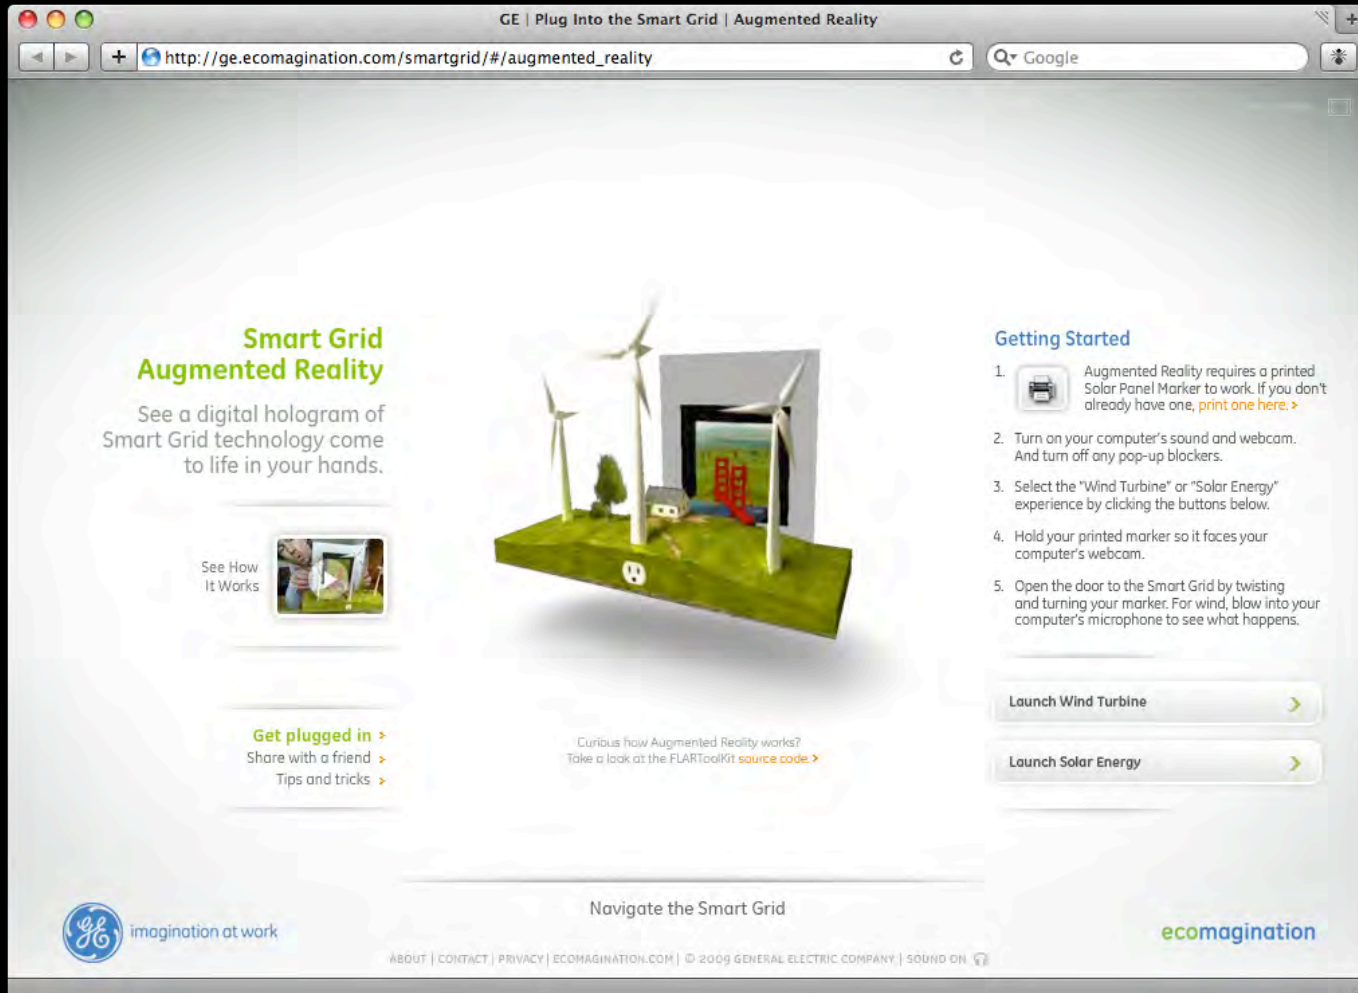 GE | Plug Into the Smart Grid | Augmented Reality
http://ge.ecomagination.com/smartgrid/#/augmented_reality
Google
Smart Grid
Augmented Reality
See a digital hologram of
Smart Grid technology come
to life in your hands.
See How
It Works
Get plugged in >
Share with a friend >
Tips and tricks >
Curious how Augmented Reality works?
Take a look at the FLARToolKit source code. >
Getting Started
1. Augmented Reality requires a printed
Solar Panel Marker to work. If you don't
already have one, print one here. >
2. Turn on your computer's sound and webcam.
And turn off any pop-up blockers.
3. Select the "Wind Turbine" or "Solar Energy"
experience by clicking the buttons below.
4. Hold your printed marker so it faces your
computer's webcam.
5. Open the door to the Smart Grid by twisting
and turning your marker. For wind, blow into your
computer's microphone to see what happens.
Launch Wind Turbine >
Launch Solar Energy >
Navigate the Smart Grid
GE imagination at work
ecomagination
ABOUT | CONTACT | PRIVACY | ECOMAGINATION.COM | © 2009 GENERAL ELECTRIC COMPANY | SOUND ON